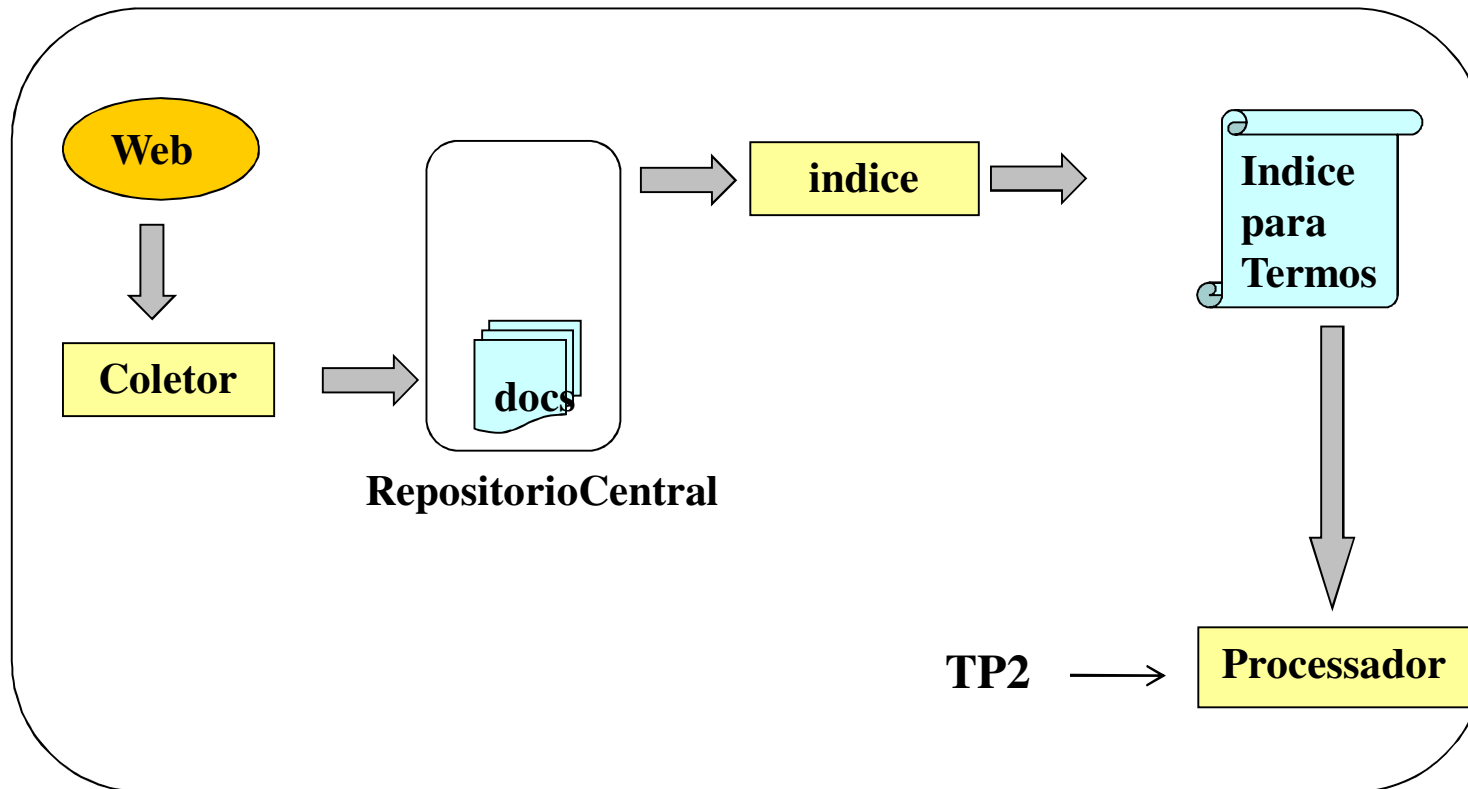 Web
indice
Indice
para
Termos
Coletor
docs
RepositorioCentral
TP2
Processador